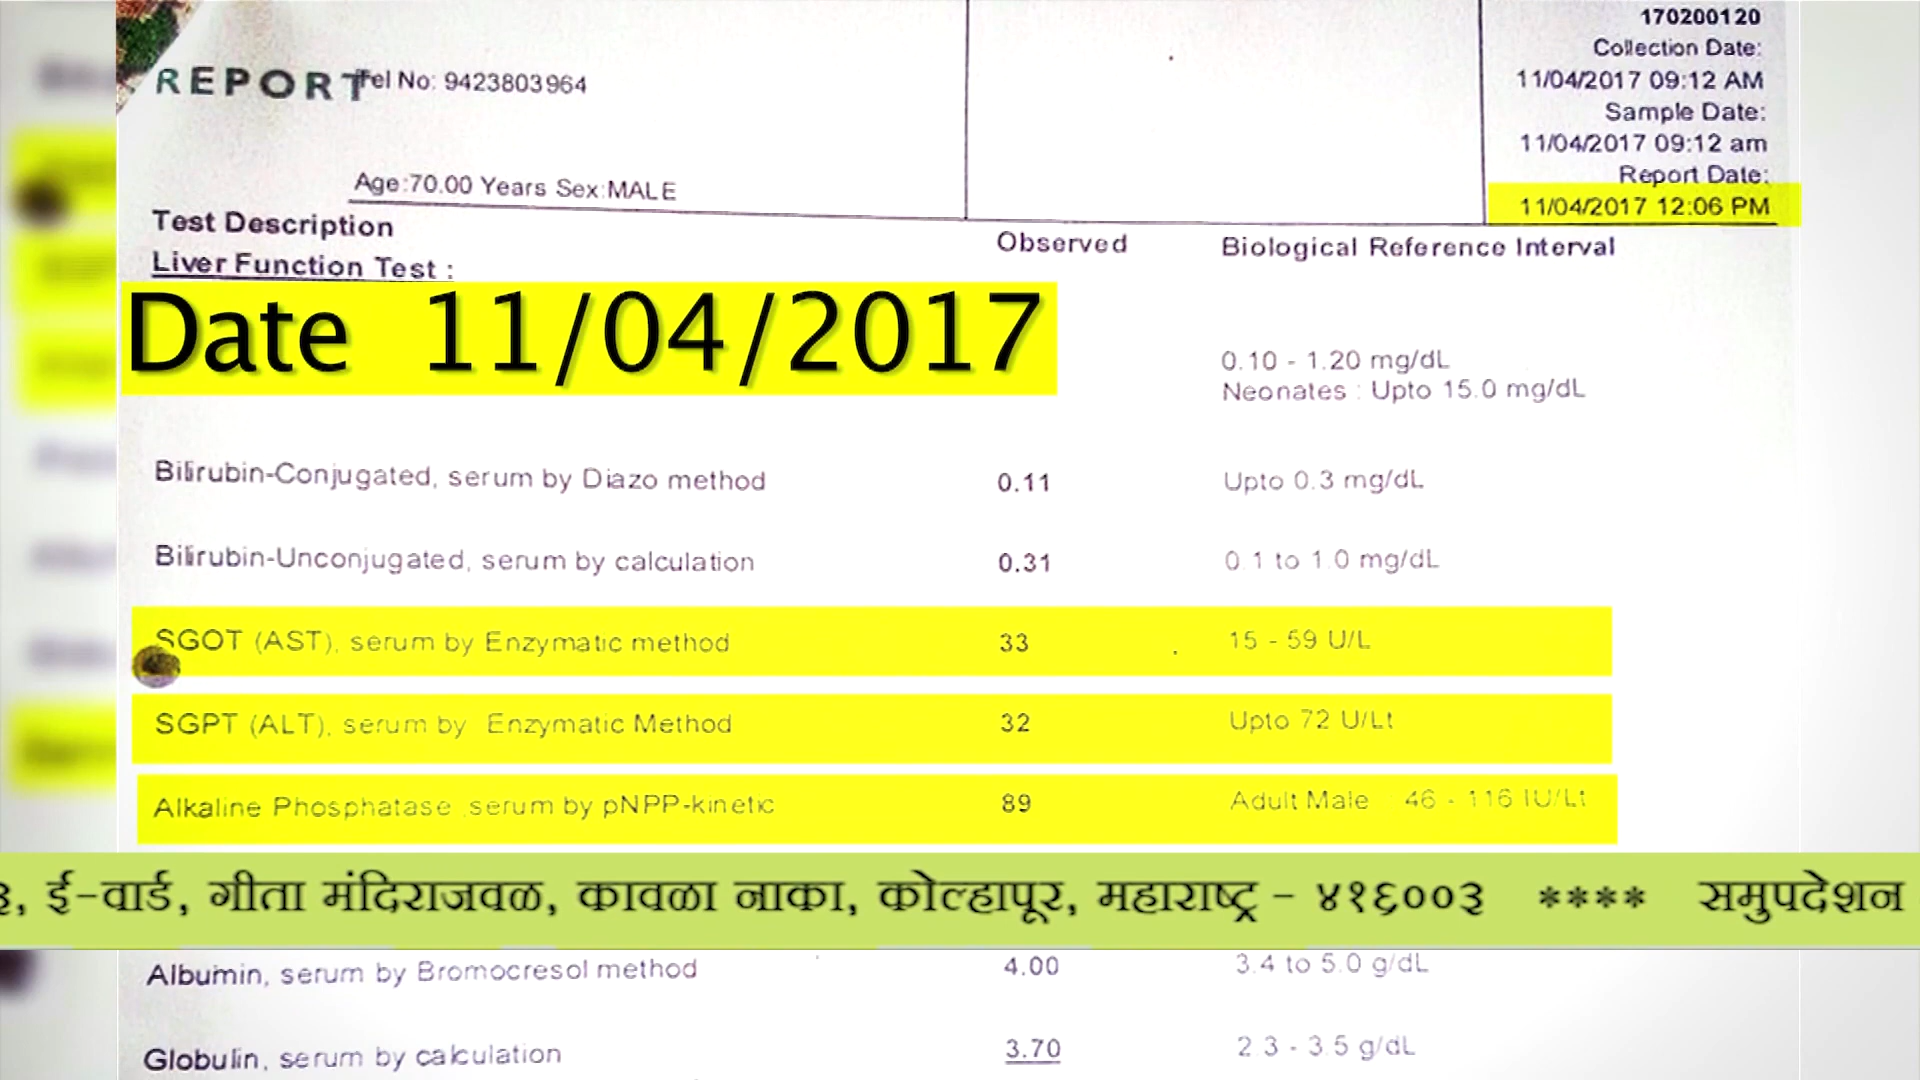 170200120
Collection Date:
REPORT Tel No: 9423803964
11/04/2017 09:12 AM
Sample Date:
11/04/2017 09:12 am
Report Date:
Age:70.00 Years Sex:MALE
11/04/2017 12:06 PM
Test Description Observed Biological Reference Interval
Liver Function Test :
Date 11/04/2017
0.10 - 1.20 mg/dL
Neonates : Upto 15.0 mg/dL
Bilirubin-Conjugated, serum by Diazo method 0.11 Upto 0.3 mg/dL
Bilirubin-Unconjugated, serum by calculation 0.31 0.1 to 1.0 mg/dL
SGOT (AST), serum by Enzymatic method 33 15 - 59 U/L
SGPT (ALT), serum by Enzymatic Method 32 Upto 72 U/Lt
Alkaline Phosphatase ,serum by pNPP-kinetic 89 Adult Male : 46 - 116 IU/Lt
ई-वार्ड, गीता मंदिराजवळ, कावळा नाका, कोल्हापूर, महाराष्ट्र - ४१६००३ **** समुपदेशन
Albumin, serum by Bromocresol method 4.00 3.4 to 5.0 g/dL
Globulin, serum by calculation 3.70 2.3 - 3.5 g/dL